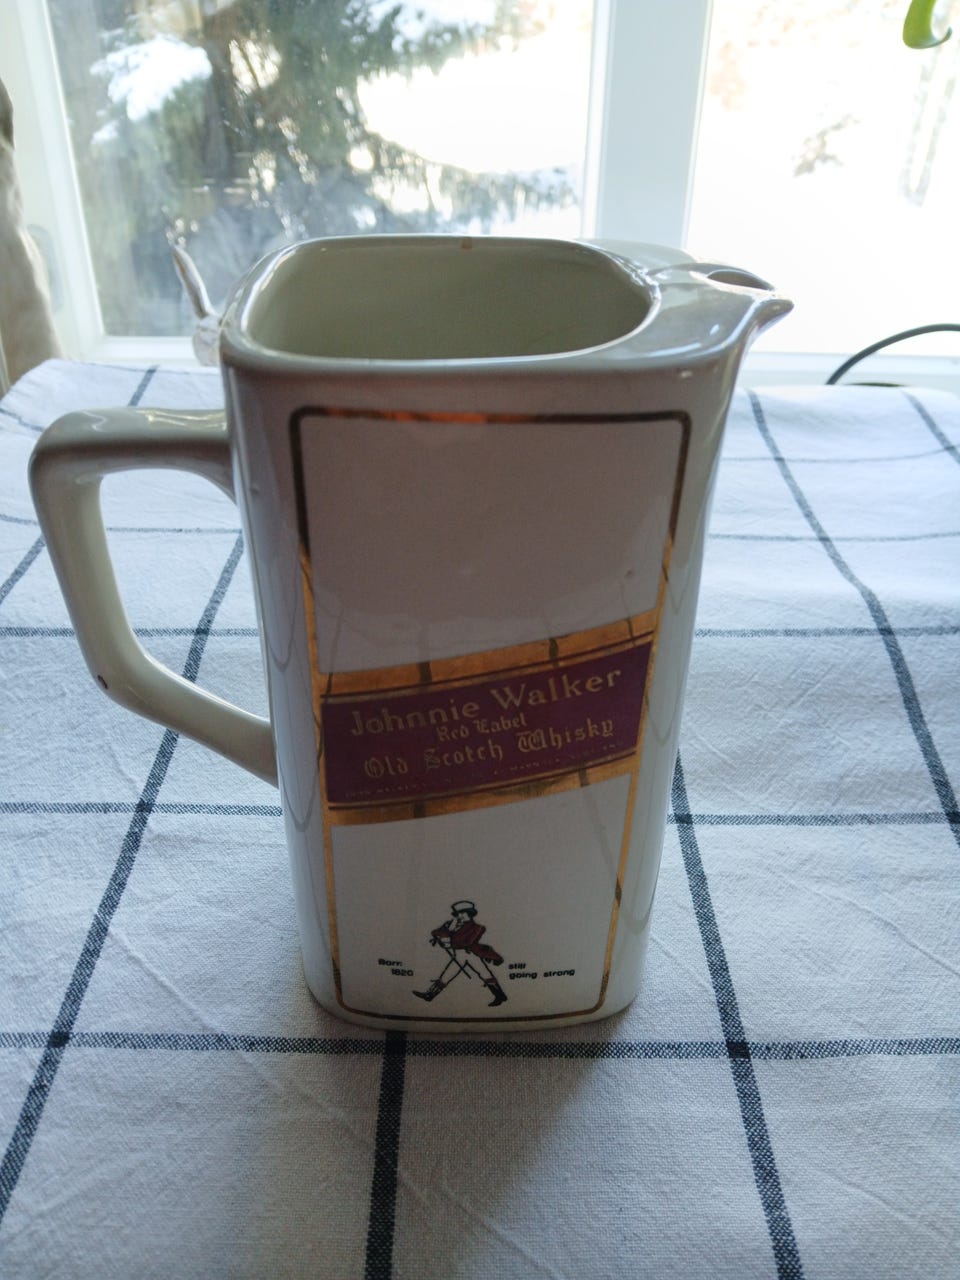 Johnnie Walker
Red Label
Old Scotch Whisky
Born
1820
still
going strong